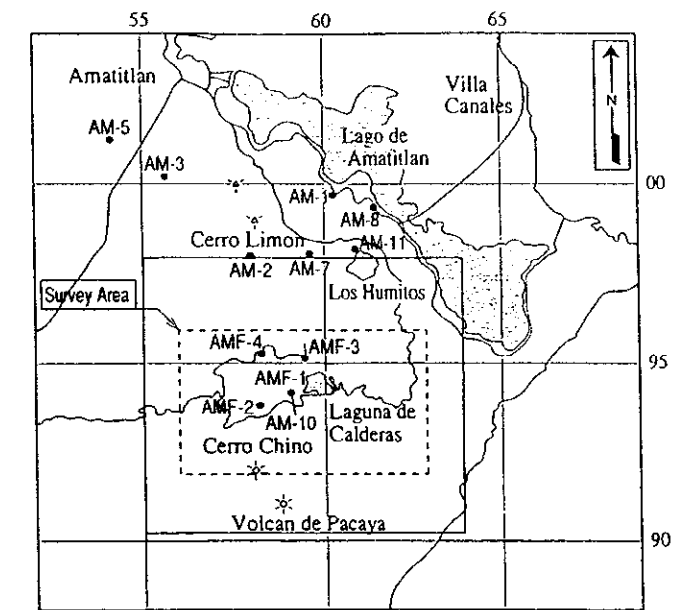 55 60 65
Amatitlan
Villa
Canales
N
AM-5
Lago de
Amatitlan
AM-3
00
AM-1
AM-8
Cerro Limon
AM-11
AM-2
AM-7
Survey Area
Los Humitos
AMF-4
AMF-3
95
AMF-1
AMF-2
AM-10
Laguna de
Calderas
Cerro Chino
Volcan de Pacaya
90